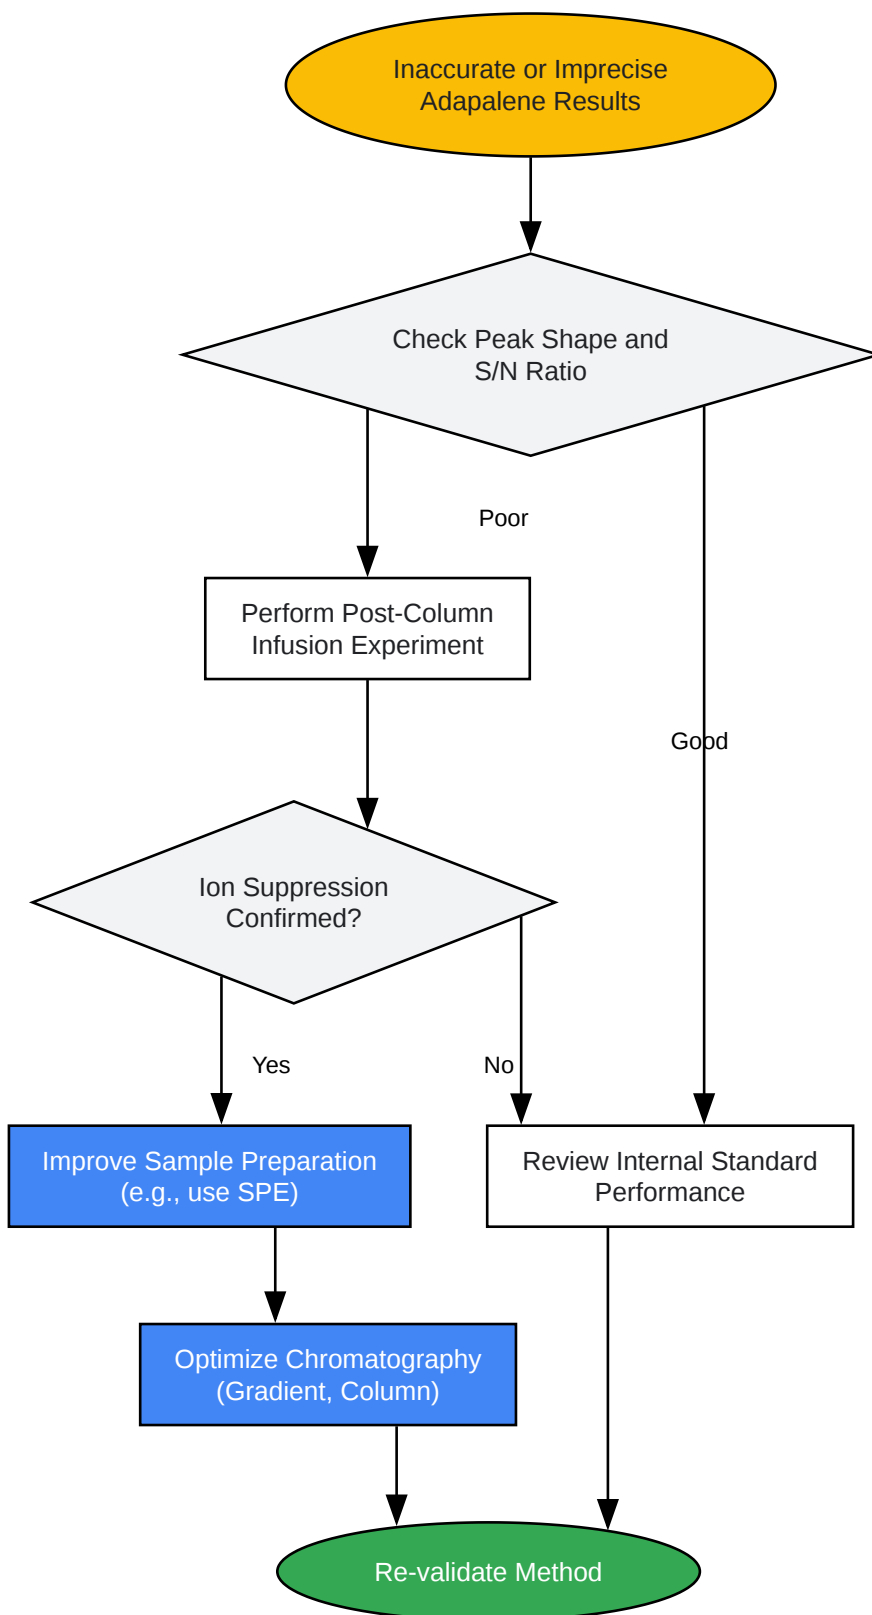 Inaccurate or Imprecise
Adapalene Results
Check Peak Shape and
S/N Ratio
Poor
Perform Post-Column
Infusion Experiment
Good
Ion Suppression
Confirmed?
Yes
No
Improve Sample Preparation
(e.g., use SPE)
Review Internal Standard
Performance
Optimize Chromatography
(Gradient, Column)
Re-validate Method